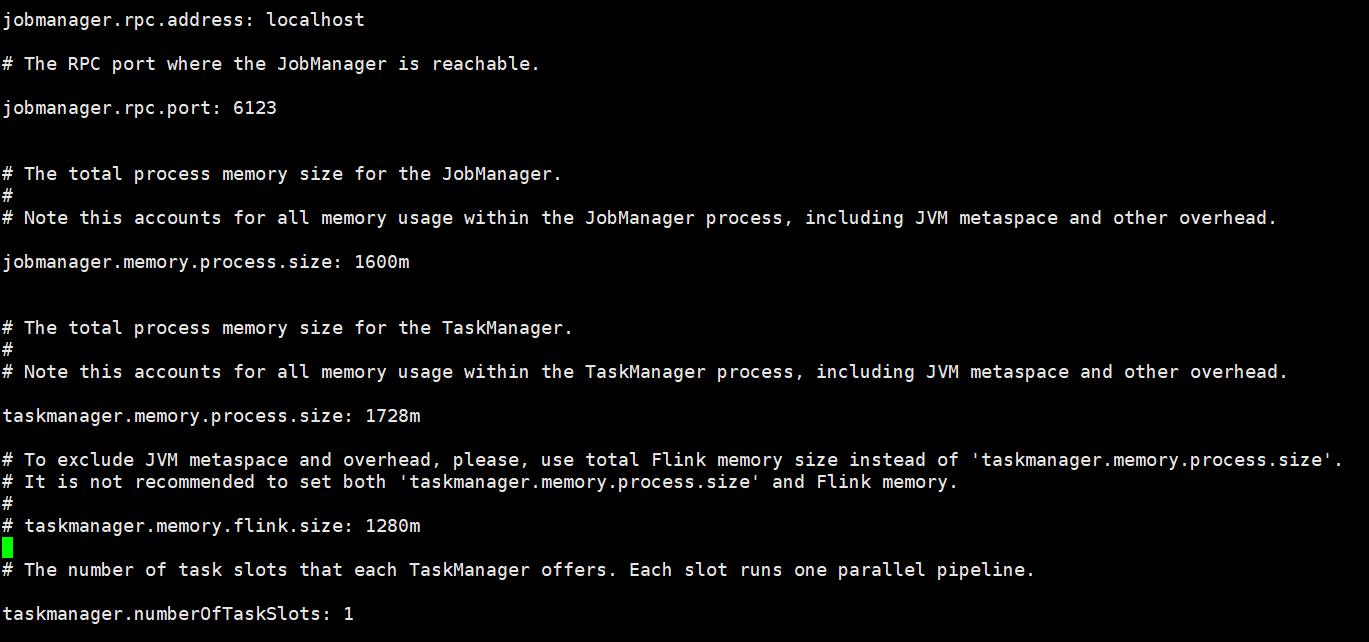 jobmanager.rpc.address: localhost
# The RPC port where the JobManager is reachable.
jobmanager.rpc.port: 6123
# The total process memory size for the JobManager.
#
# Note this accounts for all memory usage within the JobManager process, including JVM metaspace and other overhead.
jobmanager.memory.process.size: 1600m
# The total process memory size for the TaskManager.
#
# Note this accounts for all memory usage within the TaskManager process, including JVM metaspace and other overhead.
taskmanager.memory.process.size: 1728m
# To exclude JVM metaspace and overhead, please, use total Flink memory size instead of 'taskmanager.memory.process.size'.
# It is not recommended to set both 'taskmanager.memory.process.size' and Flink memory.
#
# taskmanager.memory.flink.size: 1280m
# The number of task slots that each TaskManager offers. Each slot runs one parallel pipeline.
taskmanager.numberOfTaskSlots: 1